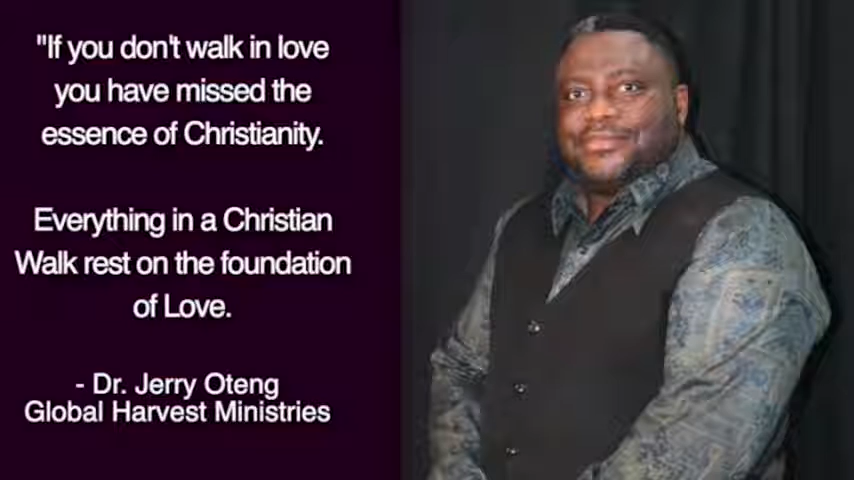 "If you don't walk in love
you have missed the
essence of Christianity.
Everything in a Christian
Walk rest on the foundation
of Love.
- Dr. Jerry Oteng
Global Harvest Ministries